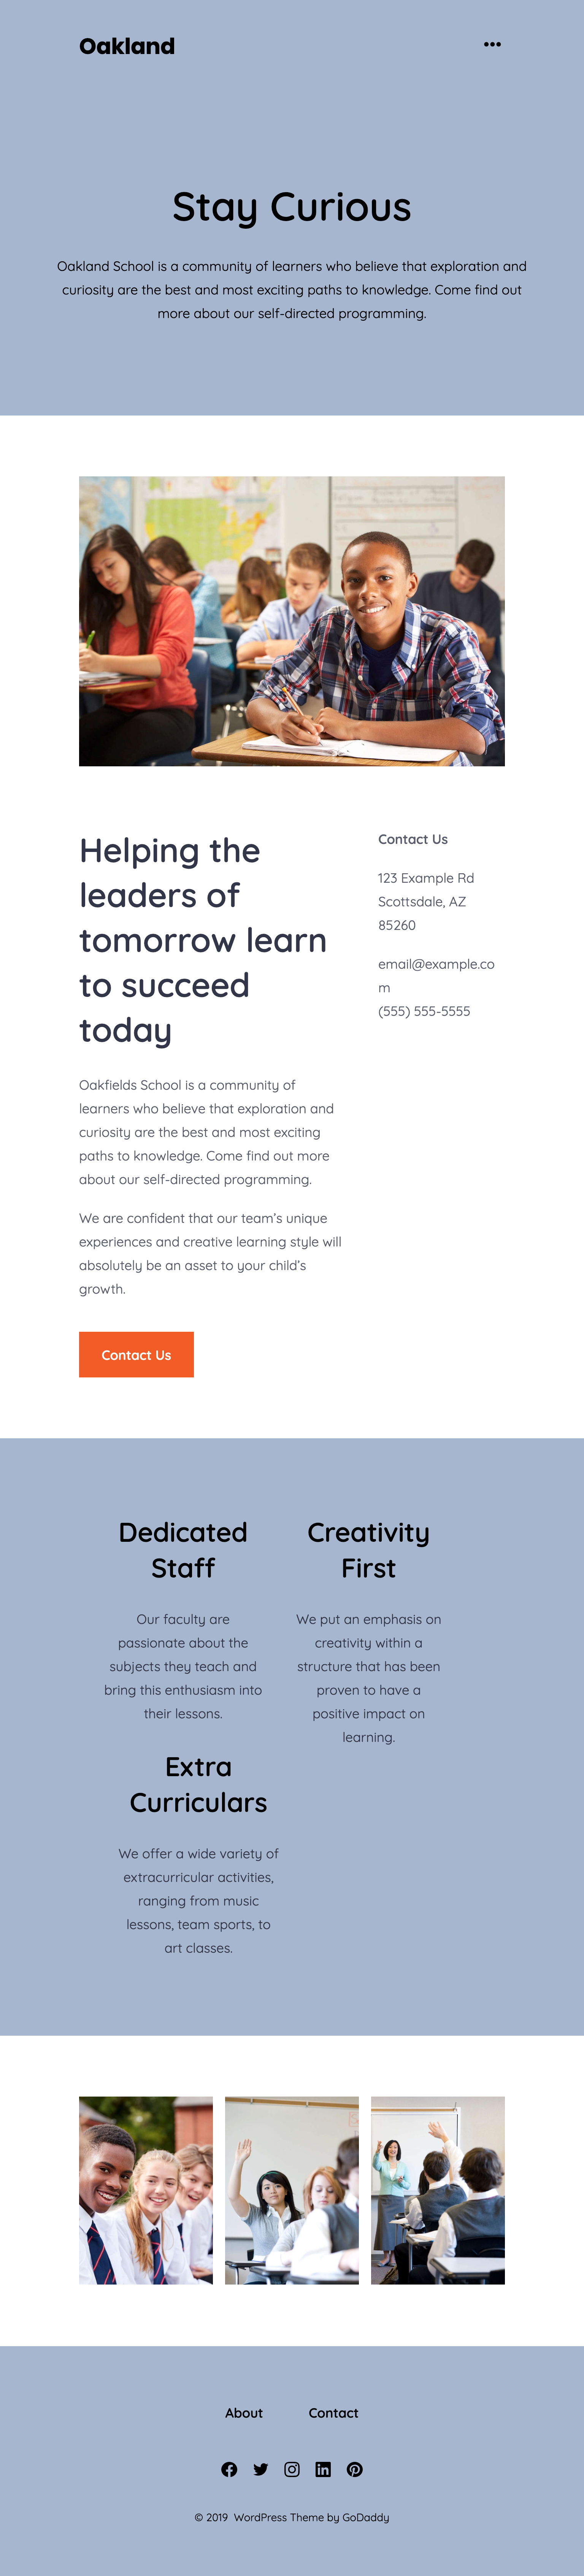 Oakland
Stay Curious
Oakland School is a community of learners who believe that exploration and
curiosity are the best and most exciting paths to knowledge. Come find out
more about our self-directed programming.
Helping the
leaders of
tomorrow learn
to succeed
today
Oakfields School is a community of
learners who believe that exploration and
curiosity are the best and most exciting
paths to knowledge. Come find out more
about our self-directed programming.
We are confident that our team’s unique
experiences and creative learning style will
absolutely be an asset to your child’s
growth.
Contact Us
Contact Us
123 Example Rd
Scottsdale, AZ
85260
email@example.co
m
(555) 555-5555
Dedicated
Staff
Our faculty are
passionate about the
subjects they teach and
bring this enthusiasm into
their lessons.
Creativity
First
We put an emphasis on
creativity within a
structure that has been
proven to have a
positive impact on
learning.
Extra
Curriculars
We offer a wide variety of
extracurricular activities,
ranging from music
lessons, team sports, to
art classes.
About
Contact
© 2019 WordPress Theme by GoDaddy